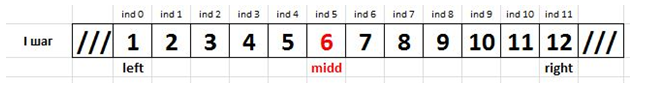 ind 0 ind 1 ind 2 ind 3 ind 4 ind 5 ind 6 ind 7 ind 8 ind 9 ind 10 ind 11
I шаг /// 1 2 3 4 5 6 7 8 9 10 11 12 ///
left midd right